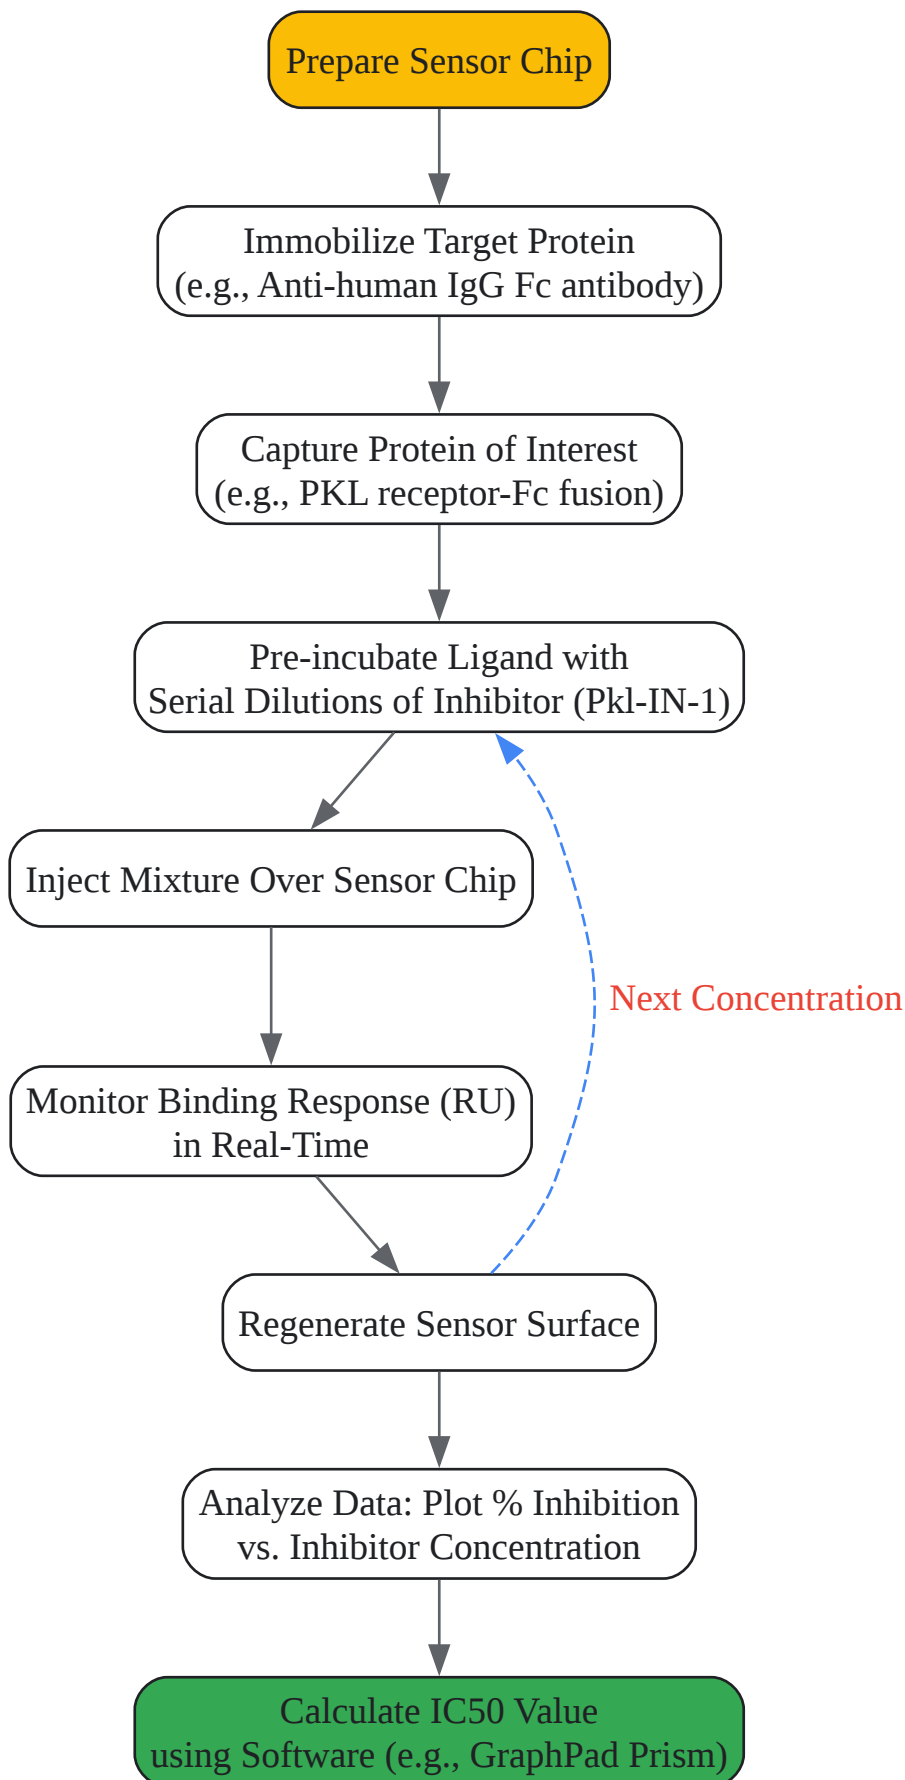 Prepare Sensor Chip
Immobilize Target Protein
(e.g., Anti-human IgG Fc antibody)
Capture Protein of Interest
(e.g., PKL receptor-Fc fusion)
Pre-incubate Ligand with
Serial Dilutions of Inhibitor (Pkl-IN-1)
Inject Mixture Over Sensor Chip
Next Concentration
Monitor Binding Response (RU)
in Real-Time
Regenerate Sensor Surface
Analyze Data: Plot % Inhibition
vs. Inhibitor Concentration
Calculate IC50 Value
using Software (e.g., GraphPad Prism)